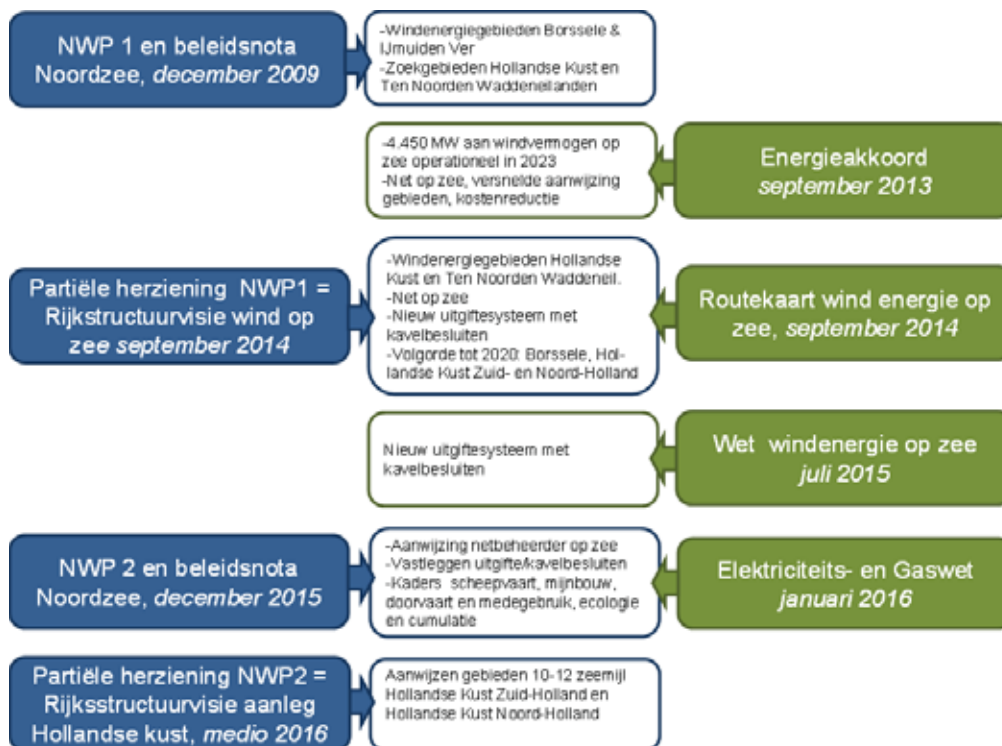 NWP 1 en beleidsnota
Noordzee, december 2009
-Windenergiegebieden Borssele &
IJmuiden Ver
-Zoekgebieden Hollandse Kust en
Ten Noorden Waddeneilanden
-4.450 MW aan windvermogen op
zee operationeel in 2023
-Net op zee, versnelde aanwijzing
gebieden, kostenreductie
Energieakkoord
september 2013
Partiële herziening NWP1 =
Rijkstructuurvisie wind op
zee september 2014
-Windenergiegebieden Hollandse
Kust en Ten Noorden Waddeneil.
-Net op zee
-Nieuw uitgiftesysteem met
kavelbesluiten
-Volgorde tot 2020: Borssele, Hol-
landse Kust Zuid- en Noord-Holland
Routekaart wind energie op
zee, september 2014
Nieuw uitgiftesysteem met
kavelbesluiten
Wet windenergie op zee
juli 2015
NWP 2 en beleidsnota
Noordzee, december 2015
-Aanwijzing netbeheerder op zee
-Vastleggen uitgifte/kavelbesluiten
-Kaders scheepvaart, mijnbouw,
doorvaart en medegebruik, ecologie
en cumulatie
Elektriciteits- en Gaswet
januari 2016
Partiële herziening NWP2 =
Rijksstructuurvisie aanleg
Hollandse kust, medio 2016
Aanwijzen gebieden 10-12 zeemijl
Hollandse Kust Zuid-Holland en
Hollandse Kust Noord-Holland